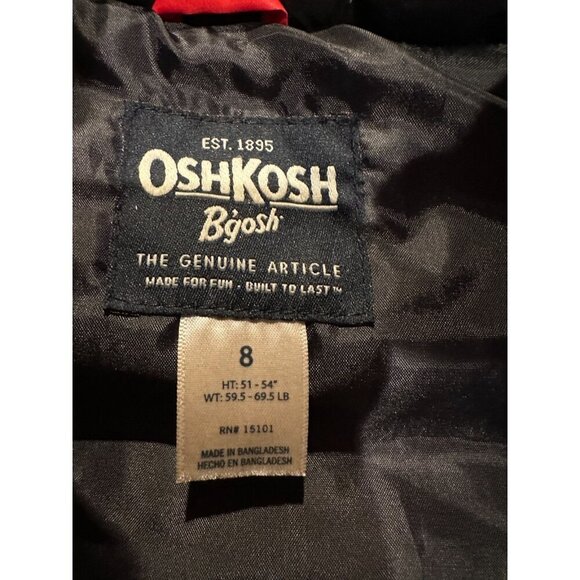 EST. 1895
OSHKOSH
B'gosh
THE GENUINE ARTICLE
MADE FOR FUN · BUILT TO LAST™
8
HT: 51 - 54"
WT: 59.5 - 69.5 LB
RN# 15101
MADE IN BANGLADESH
HECHO EN BANGLADESH